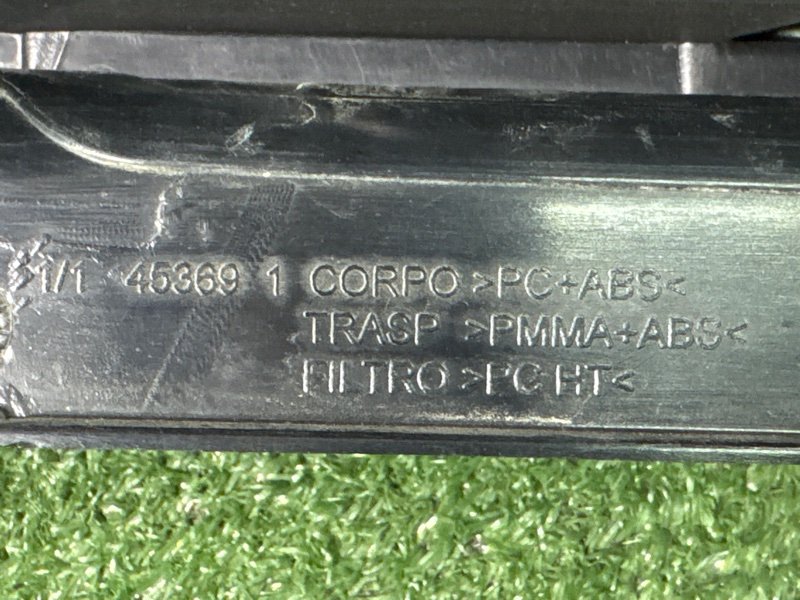 1/1 45369 1 CORPO >PC+ABS<
TRASP >PMMA+ABS<
FILTRO >PC HT<